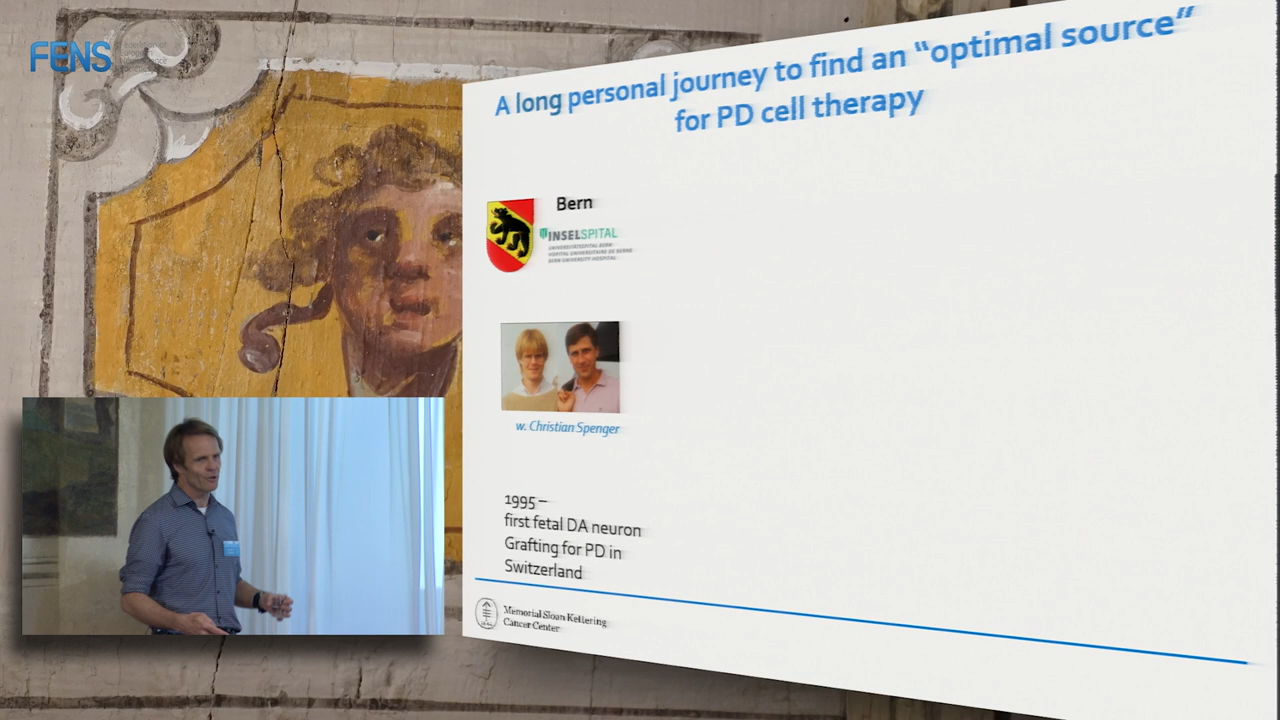 FENS
A long personal journey to find an “optimal source”
for PD cell therapy
Bern
INSELSPITAL
UNIVERSITÄTSSPITAL BERN
HOPITAL UNIVERSITAIRE DE BERNE
BERN UNIVERSITY HOSPITAL
w. Christian Spenger
1995 –
first fetal DA neuron
Grafting for PD in
Switzerland
Memorial Sloan Kettering
Cancer Center